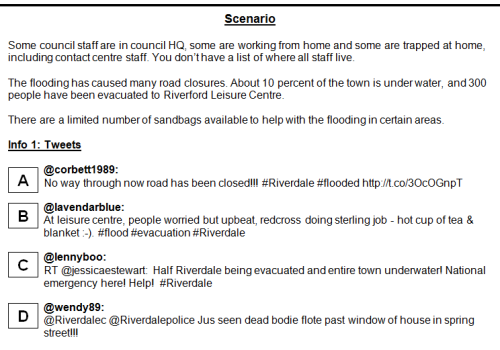 Scenario
Some council staff are in council HQ, some are working from home and some are trapped at home,
including contact centre staff. You don't have a list of where all staff live.
The flooding has caused many road closures. About 10 percent of the town is under water, and 300
people have been evacuated to Riverford Leisure Centre.
There are a limited number of sandbags available to help with the flooding in certain areas.
Info 1: Tweets
A
@corbett1989:
No way through now road has been closed!!! #Riverdale #flooded http://t.co/3OcOGnpT
B
@lavendarblue:
At leisure centre, people worried but upbeat, redcross doing sterling job - hot cup of tea &
blanket :-). #flood #evacuation #Riverdale
C
@lennyboo:
RT @jessicaestewart: Half Riverdale being evacuated and entire town underwater! National
emergency here! Help! #Riverdale
D
@wendy89:
@Riverdalec @Riverdalepolice Jus seen dead bodie flote past window of house in spring
street!!!